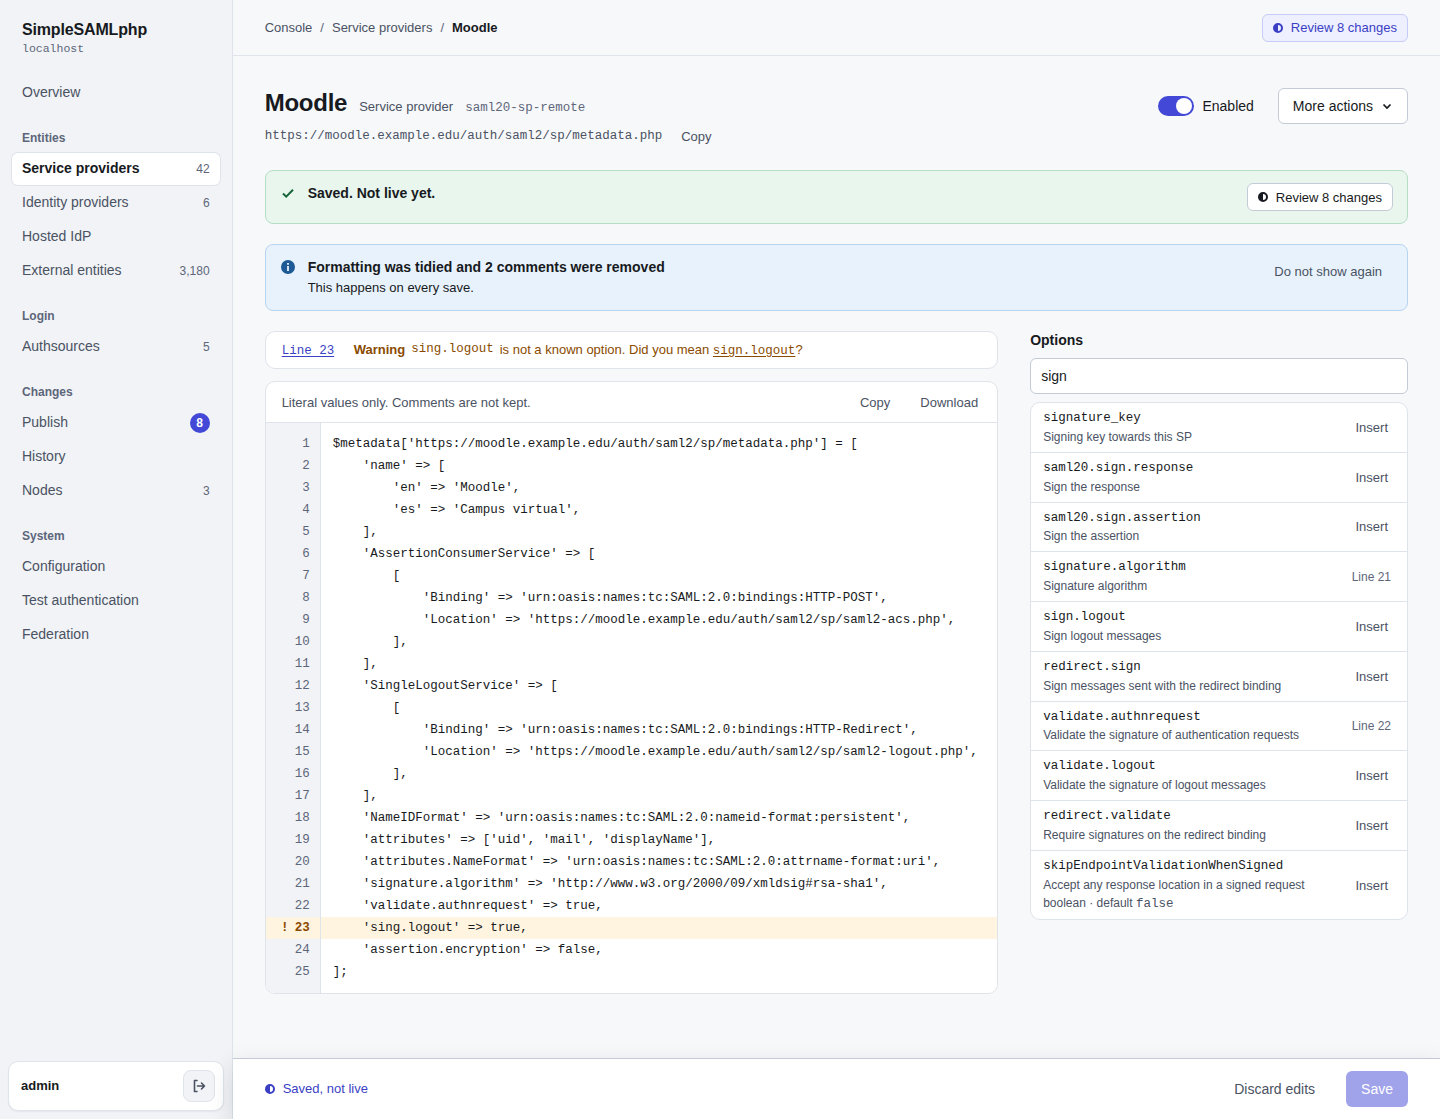 SimpleSAMLphp
localhost
Overview
Entities
Service providers 42
Identity providers 6
Hosted IdP
External entities 3,180
Login
Authsources 5
Changes
Publish 8
History
Nodes 3
System
Configuration
Test authentication
Federation
admin
Console / Service providers / Moodle
Review 8 changes
Moodle Service provider saml20-sp-remote
Enabled
More actions
https://moodle.example.edu/auth/saml2/sp/metadata.php Copy
Saved. Not live yet.
Review 8 changes
Formatting was tidied and 2 comments were removed
This happens on every save.
Do not show again
Line 23 Warning sing.logout is not a known option. Did you mean sign.logout?
Literal values only. Comments are not kept. Copy Download
1 $metadata['https://moodle.example.edu/auth/saml2/sp/metadata.php'] = [
2     'name' => [
3         'en' => 'Moodle',
4         'es' => 'Campus virtual',
5     ],
6     'AssertionConsumerService' => [
7         [
8             'Binding' => 'urn:oasis:names:tc:SAML:2.0:bindings:HTTP-POST',
9             'Location' => 'https://moodle.example.edu/auth/saml2/sp/saml2-acs.php',
10         ],
11     ],
12     'SingleLogoutService' => [
13         [
14             'Binding' => 'urn:oasis:names:tc:SAML:2.0:bindings:HTTP-Redirect',
15             'Location' => 'https://moodle.example.edu/auth/saml2/sp/saml2-logout.php',
16         ],
17     ],
18     'NameIDFormat' => 'urn:oasis:names:tc:SAML:2.0:nameid-format:persistent',
19     'attributes' => ['uid', 'mail', 'displayName'],
20     'attributes.NameFormat' => 'urn:oasis:names:tc:SAML:2.0:attrname-format:uri',
21     'signature.algorithm' => 'http://www.w3.org/2000/09/xmldsig#rsa-sha1',
22     'validate.authnrequest' => true,
! 23     'sing.logout' => true,
24     'assertion.encryption' => false,
25 ];
Options
sign
signature_key
Signing key towards this SP
Insert
saml20.sign.response
Sign the response
Insert
saml20.sign.assertion
Sign the assertion
Insert
signature.algorithm
Signature algorithm
Line 21
sign.logout
Sign logout messages
Insert
redirect.sign
Sign messages sent with the redirect binding
Insert
validate.authnrequest
Validate the signature of authentication requests
Line 22
validate.logout
Validate the signature of logout messages
Insert
redirect.validate
Require signatures on the redirect binding
Insert
skipEndpointValidationWhenSigned
Accept any response location in a signed request
boolean · default false
Insert
Saved, not live
Discard edits
Save